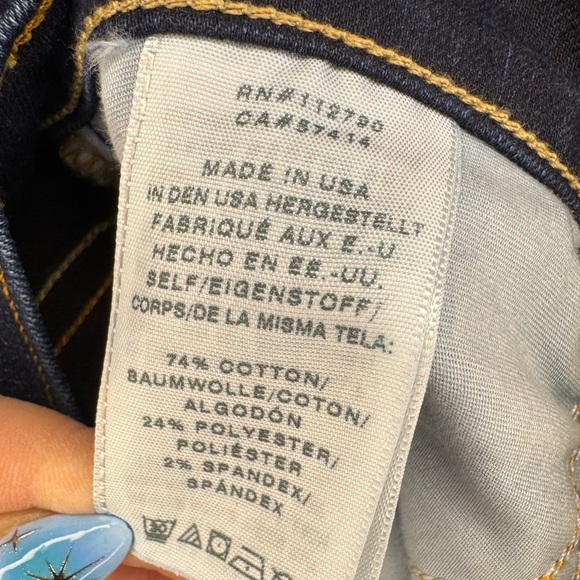 RN#112790
CA#57414
MADE IN USA
IN DEN USA HERGESTELLT
FABRIQUÉ AUX É.-U
HECHO EN EE.-UU.
SELF/EIGENSTOFF/
CORPS/DE LA MISMA TELA:
74% COTTON/
BAUMWOLLE/COTON/
ALGODÓN
24% POLYESTER/
POLIÉSTER
2% SPANDEX/
SPÁNDEX